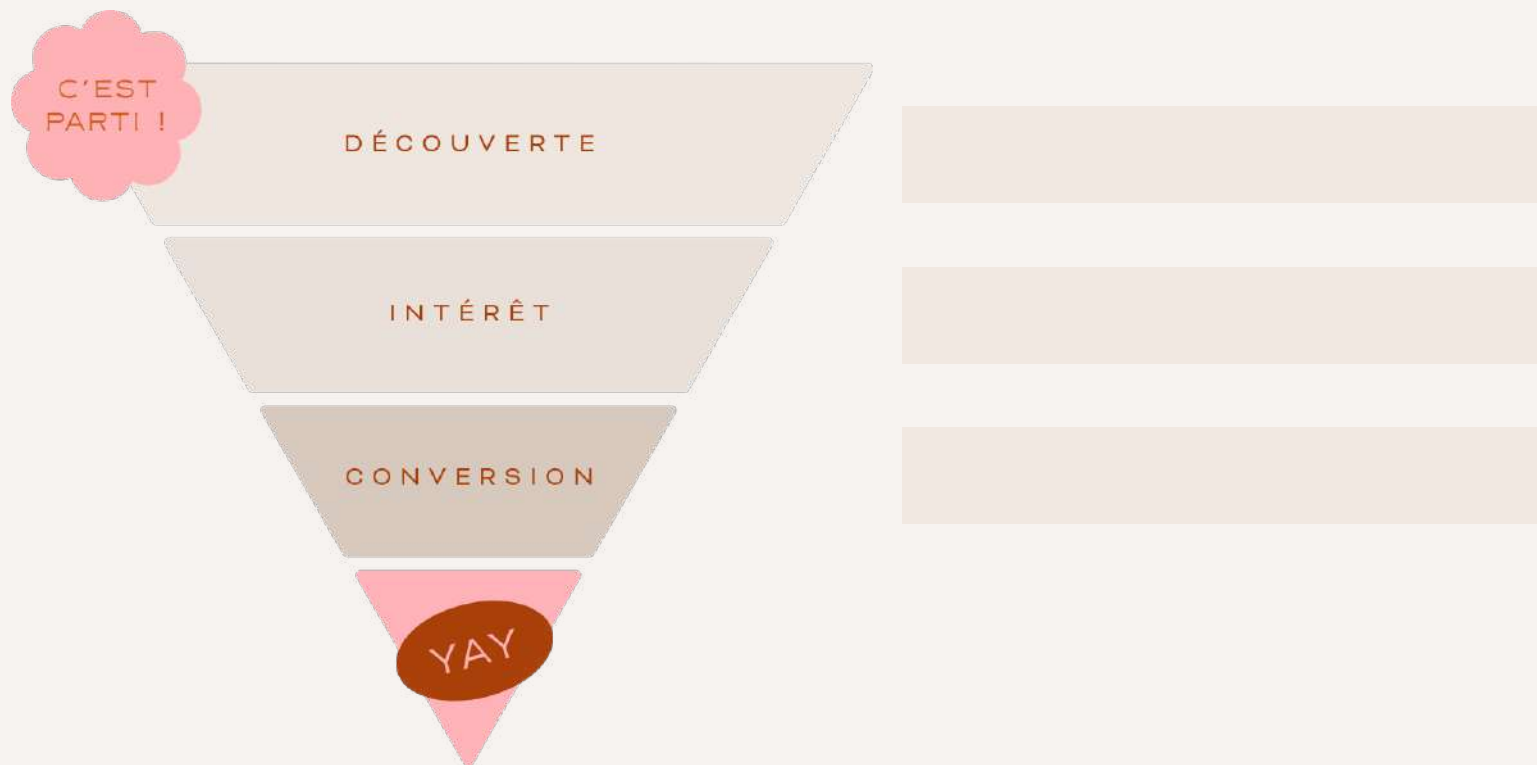 C'EST
PARTI !
DÉCOUVERTE
INTÉRÊT
CONVERSION
YAY